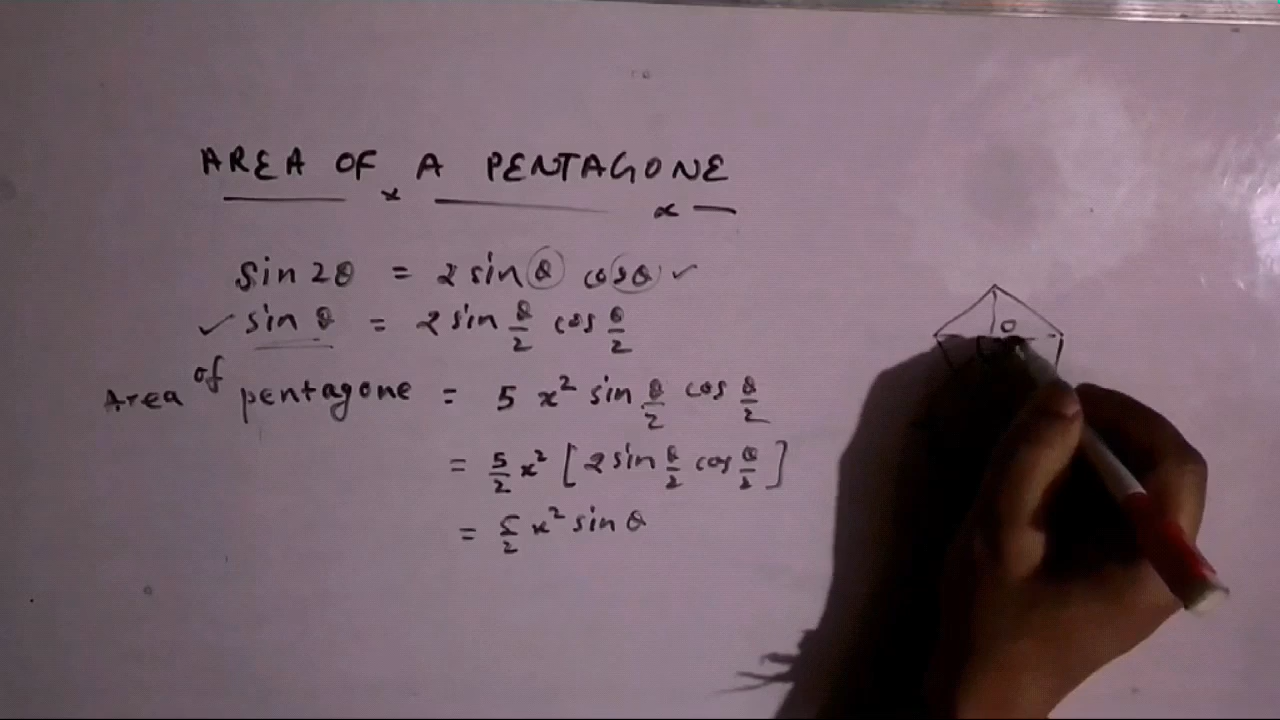 AREA OF A PENTAGONE
sin 2θ = 2 sin θ cos θ ✓
✓ sin θ = 2 sin θ/2 cos θ/2
Area of pentagone = 5 x² sin θ/2 cos θ/2
= 5/2 x² [2 sin θ/2 cos θ/2]
= 5/2 x² sin θ
O